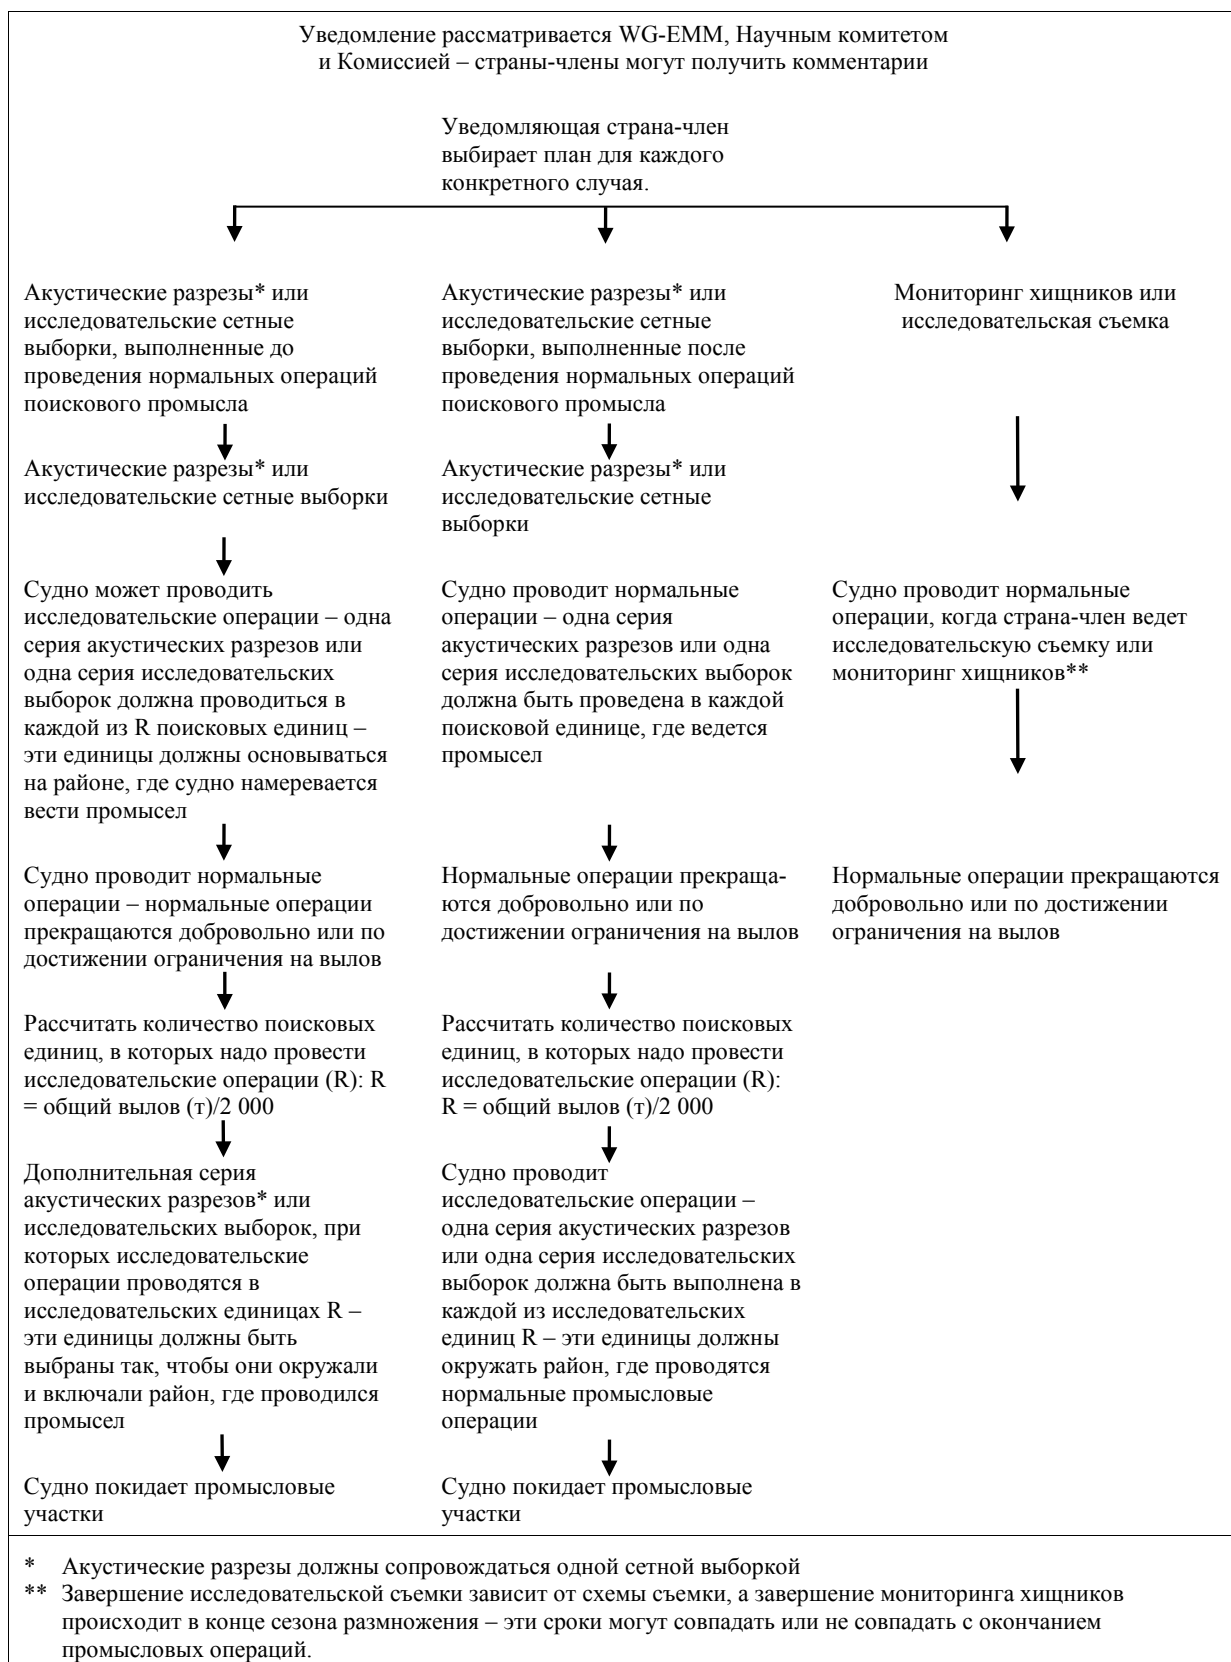 Уведомление рассматривается WG-EMM, Научным комитетом
и Комиссией – страны-члены могут получить комментарии
Уведомляющая страна-член
выбирает план для каждого
конкретного случая.
Акустические разрезы* или
исследовательские сетные
выборки, выполненные до
проведения нормальных операций
поискового промысла
Акустические разрезы* или
исследовательские сетные
выборки, выполненные после
проведения нормальных операций
поискового промысла
Мониторинг хищников или
исследовательская съемка
Акустические разрезы* или
исследовательские сетные выборки
Акустические разрезы* или
исследовательские сетные
выборки
Судно может проводить
исследовательские операции – одна
серия акустических разрезов или
одна серия исследовательских
выборок должна проводиться в
каждой из R поисковых единиц –
эти единицы должны основываться
на районе, где судно намеревается
вести промысел
Судно проводит нормальные
операции – одна серия
акустических разрезов или одна
серия исследовательских выборок
должна быть проведена в каждой
поисковой единице, где ведется
промысел
Судно проводит нормальные
операции, когда страна-член ведет
исследовательскую съемку или
мониторинг хищников**
Судно проводит нормальные
операции – нормальные операции
прекращаются добровольно или по
достижении ограничения на вылов
Нормальные операции прекраща-
ются добровольно или по
достижении ограничения на вылов
Нормальные операции прекращаются
добровольно или по достижении
ограничения на вылов
Рассчитать количество поисковых
единиц, в которых надо провести
исследовательские операции (R): R
= общий вылов (т)/2 000
Рассчитать количество поисковых
единиц, в которых надо провести
исследовательские операции (R):
R = общий вылов (т)/2 000
Дополнительная серия
акустических разрезов* или
исследовательских выборок, при
которых исследовательские
операции проводятся в
исследовательских единицах R –
эти единицы должны быть
выбраны так, чтобы они окружали
и включали район, где проводился
промысел
Судно проводит
исследовательские операции –
одна серия акустических разрезов
или одна серия исследовательских
выборок должна быть выполнена в
каждой из исследовательских
единиц R – эти единицы должны
окружать район, где проводятся
нормальные промысловые
операции
Судно покидает промысловые
участки
Судно покидает промысловые
участки
* Акустические разрезы должны сопровождаться одной сетной выборкой
** Завершение исследовательской съемки зависит от схемы съемки, а завершение мониторинга хищников
происходит в конце сезона размножения – эти сроки могут совпадать или не совпадать с окончанием
промысловых операций.